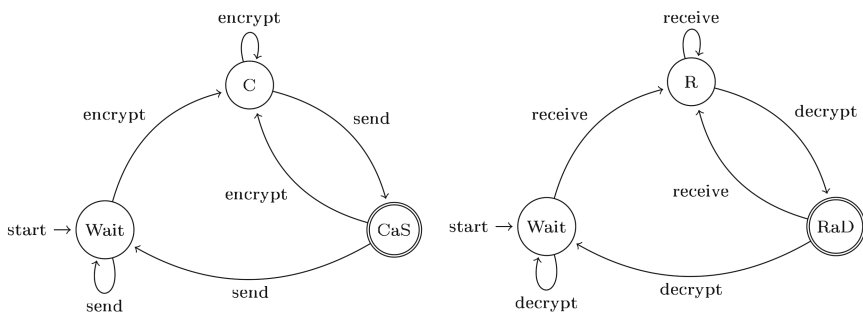 encrypt
C
encrypt
send
encrypt
start
Wait
CaS
send
send
receive
R
receive
decrypt
receive
start
Wait
RaD
decrypt
decrypt